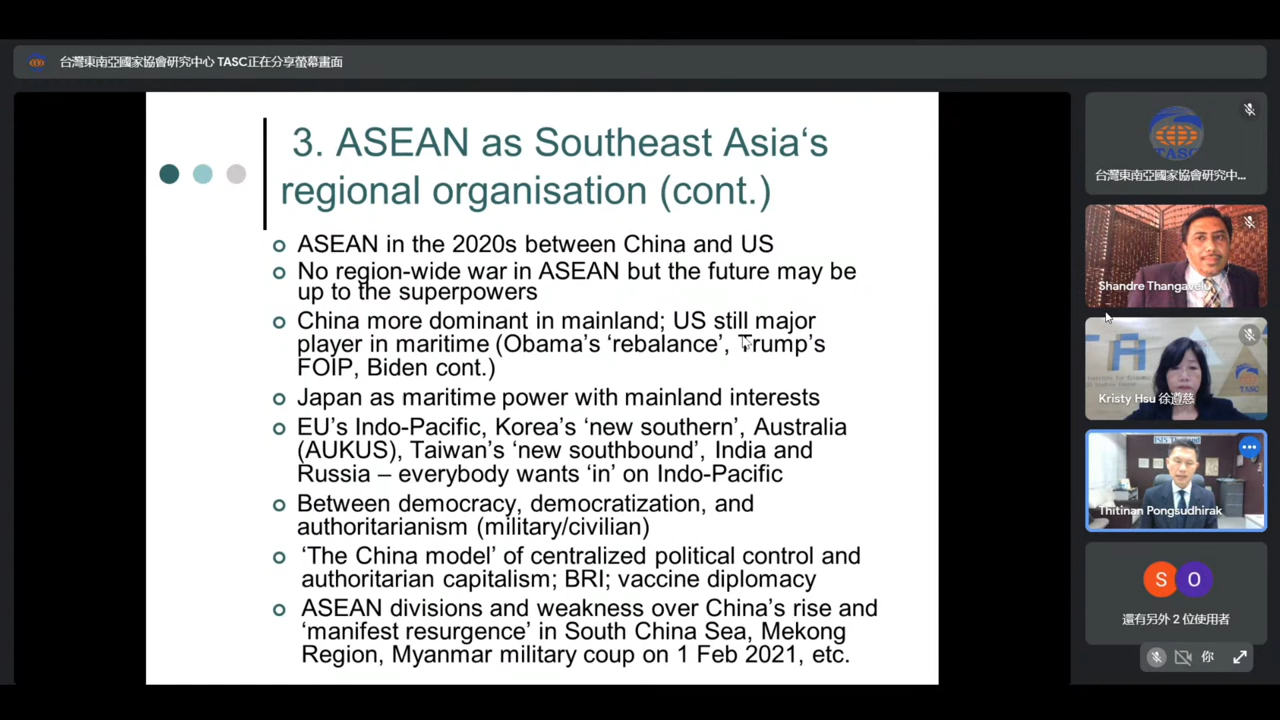 台灣東南亞國家協會研究中心 TASC正在分享螢幕畫面
3. ASEAN as Southeast Asia‘s
regional organisation (cont.)
ASEAN in the 2020s between China and US
No region-wide war in ASEAN but the future may be
up to the superpowers
China more dominant in mainland; US still major
player in maritime (Obama’s ‘rebalance’, Trump’s
FOIP, Biden cont.)
Japan as maritime power with mainland interests
EU’s Indo-Pacific, Korea’s ‘new southern’, Australia
(AUKUS), Taiwan’s ‘new southbound’, India and
Russia – everybody wants ‘in’ on Indo-Pacific
Between democracy, democratization, and
authoritarianism (military/civilian)
‘The China model’ of centralized political control and
authoritarian capitalism; BRI; vaccine diplomacy
ASEAN divisions and weakness over China’s rise and
‘manifest resurgence’ in South China Sea, Mekong
Region, Myanmar military coup on 1 Feb 2021, etc.
TASC
台灣東南亞國家協會研究中...
Shandre Thangavelu
TASC
Kristy Hsu 徐遵慈
ISIS Thailand
Thitinan Pongsudhirak
S
O
還有另外 2 位使用者
你